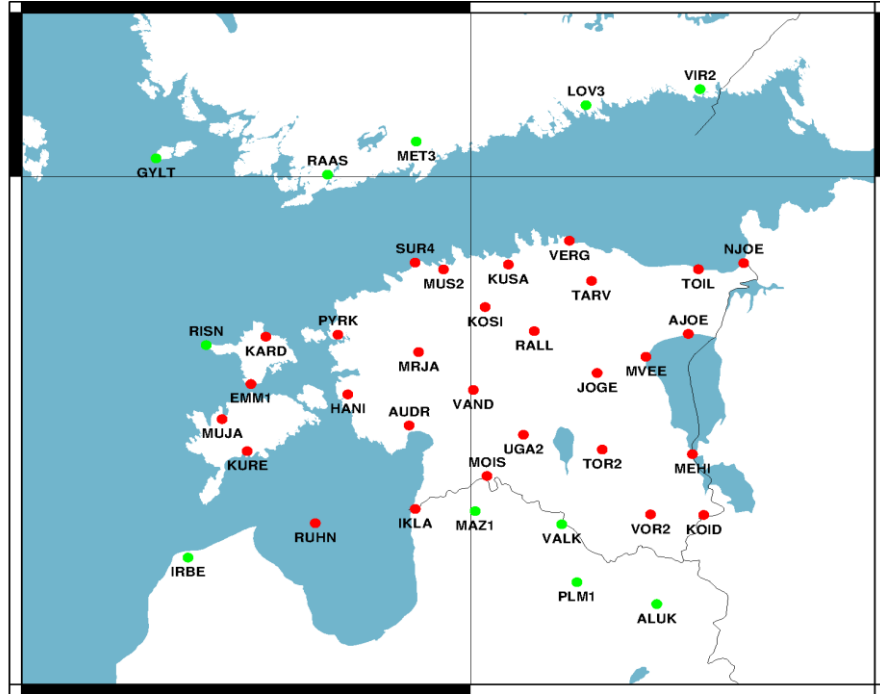 VIR2
LOV3
MET3
RAAS
GYLT
VERG
SUR4
NJOE
MUS2
KUSA
TOIL
TARV
KOSI
PYRK
RISN
AJOE
KARD
RALL
MRJA
MVEE
JOGE
EMM1
HANI
VAND
AUDR
MUJA
UGA2
KURE
TOR2
MOIS
MEHI
IKLA
MAZ1
RUHN
VALK
VOR2
KOID
IRBE
PLM1
ALUK